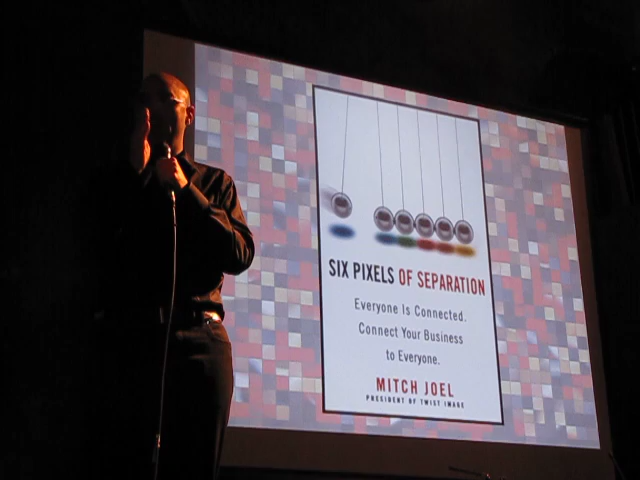 SIX PIXELS OF SEPARATION
Everyone Is Connected.
Connect Your Business
to Everyone.
MITCH JOEL
PRESIDENT OF TWIST IMAGE